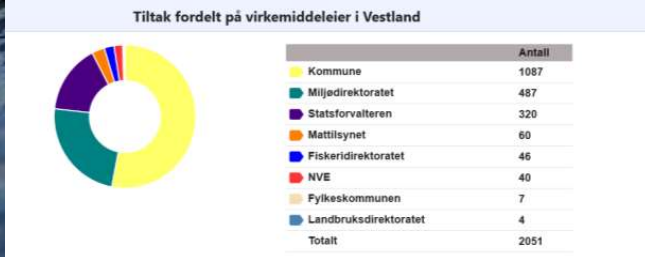 Tiltak fordelt på virkemiddeleier i Vestland
Antall
Kommune 1087
Miljødirektoratet 487
Statsforvalteren 320
Mattilsynet 60
Fiskeridirektoratet 46
NVE 40
Fylkeskommunen 7
Landbruksdirektoratet 4
Totalt 2051